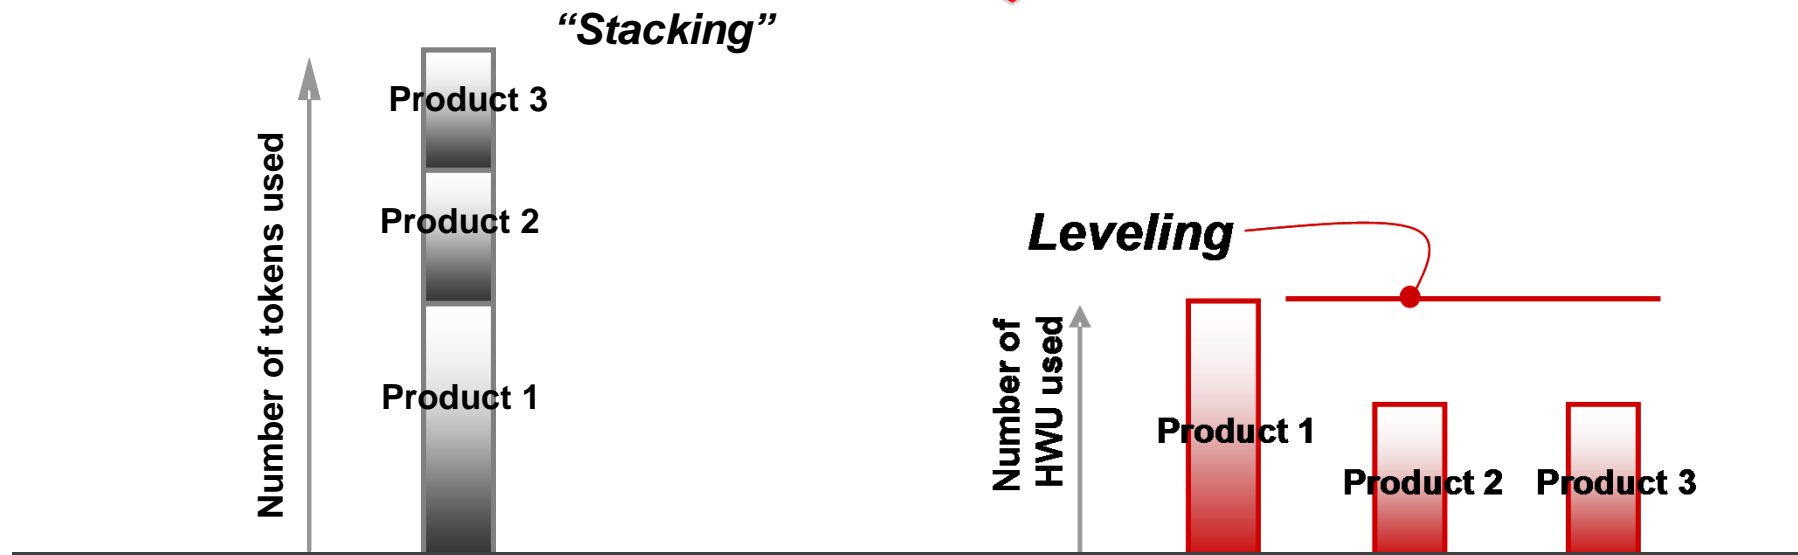 “Stacking”
Product 3
Product 2
Product 1
Number of tokens used
Leveling
Number of
HWU used
Product 1
Product 2
Product 3